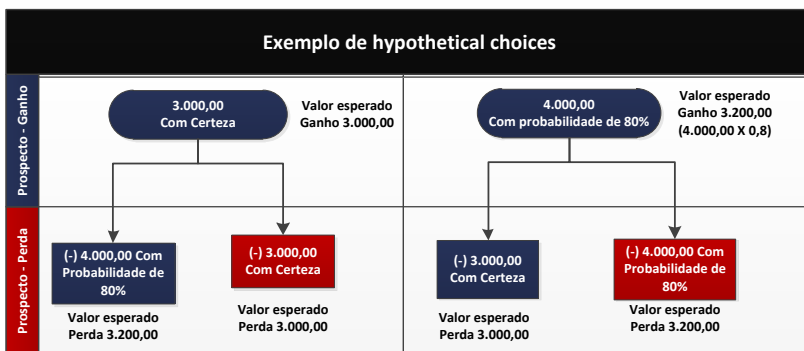 Exemplo de hypothetical choices
Prospecto - Ganho
3.000,00
Com Certeza
Valor esperado
Ganho 3.000,00
4.000,00
Com probabilidade de 80%
Valor esperado
Ganho 3.200,00
(4.000,00 X 0,8)
Prospecto - Perda
(-) 4.000,00 Com
Probabilidade de
80%
Valor esperado
Perda 3.200,00
(-) 3.000,00
Com Certeza
Valor esperado
Perda 3.000,00
(-) 3.000,00
Com Certeza
Valor esperado
Perda 3.000,00
(-) 4.000,00 Com
Probabilidade de
80%
Valor esperado
Perda 3.200,00